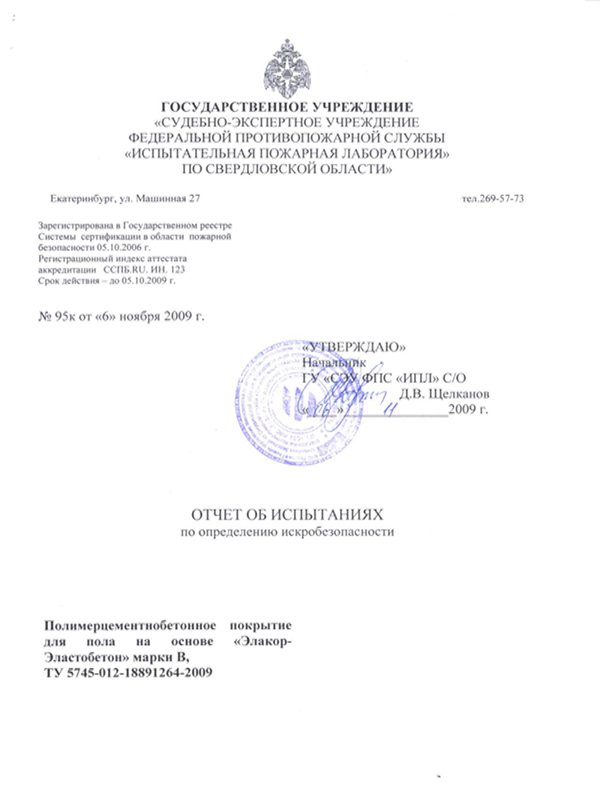 ГОСУДАРСТВЕННОЕ УЧРЕЖДЕНИЕ
«СУДЕБНО-ЭКСПЕРТНОЕ УЧРЕЖДЕНИЕ
ФЕДЕРАЛЬНОЙ ПРОТИВОПОЖАРНОЙ СЛУЖБЫ
«ИСПЫТАТЕЛЬНАЯ ПОЖАРНАЯ ЛАБОРАТОРИЯ»
ПО СВЕРДЛОВСКОЙ ОБЛАСТИ»
Екатеринбург, ул. Машинная 27 тел.269-57-73
Зарегистрирована в Государственном реестре
Системы сертификации в области пожарной
безопасности 05.10.2006 г.
Регистрационный индекс аттестата
аккредитации ССПБ.RU. ИН. 123
Срок действия – до 05.10.2009 г.
№ 95к от «6» ноября 2009 г.
«УТВЕРЖДАЮ»
Начальник
ГУ «СЭУ ФПС «ИПЛ» С/О
Д.В. Щелканов
«06» 11 2009 г.
ОТЧЕТ ОБ ИСПЫТАНИЯХ
по определению искробезопасности
Полимерцементнобетонное покрытие
для пола на основе «Элакор-
Эластобетон» марки В,
ТУ 5745-012-18891264-2009